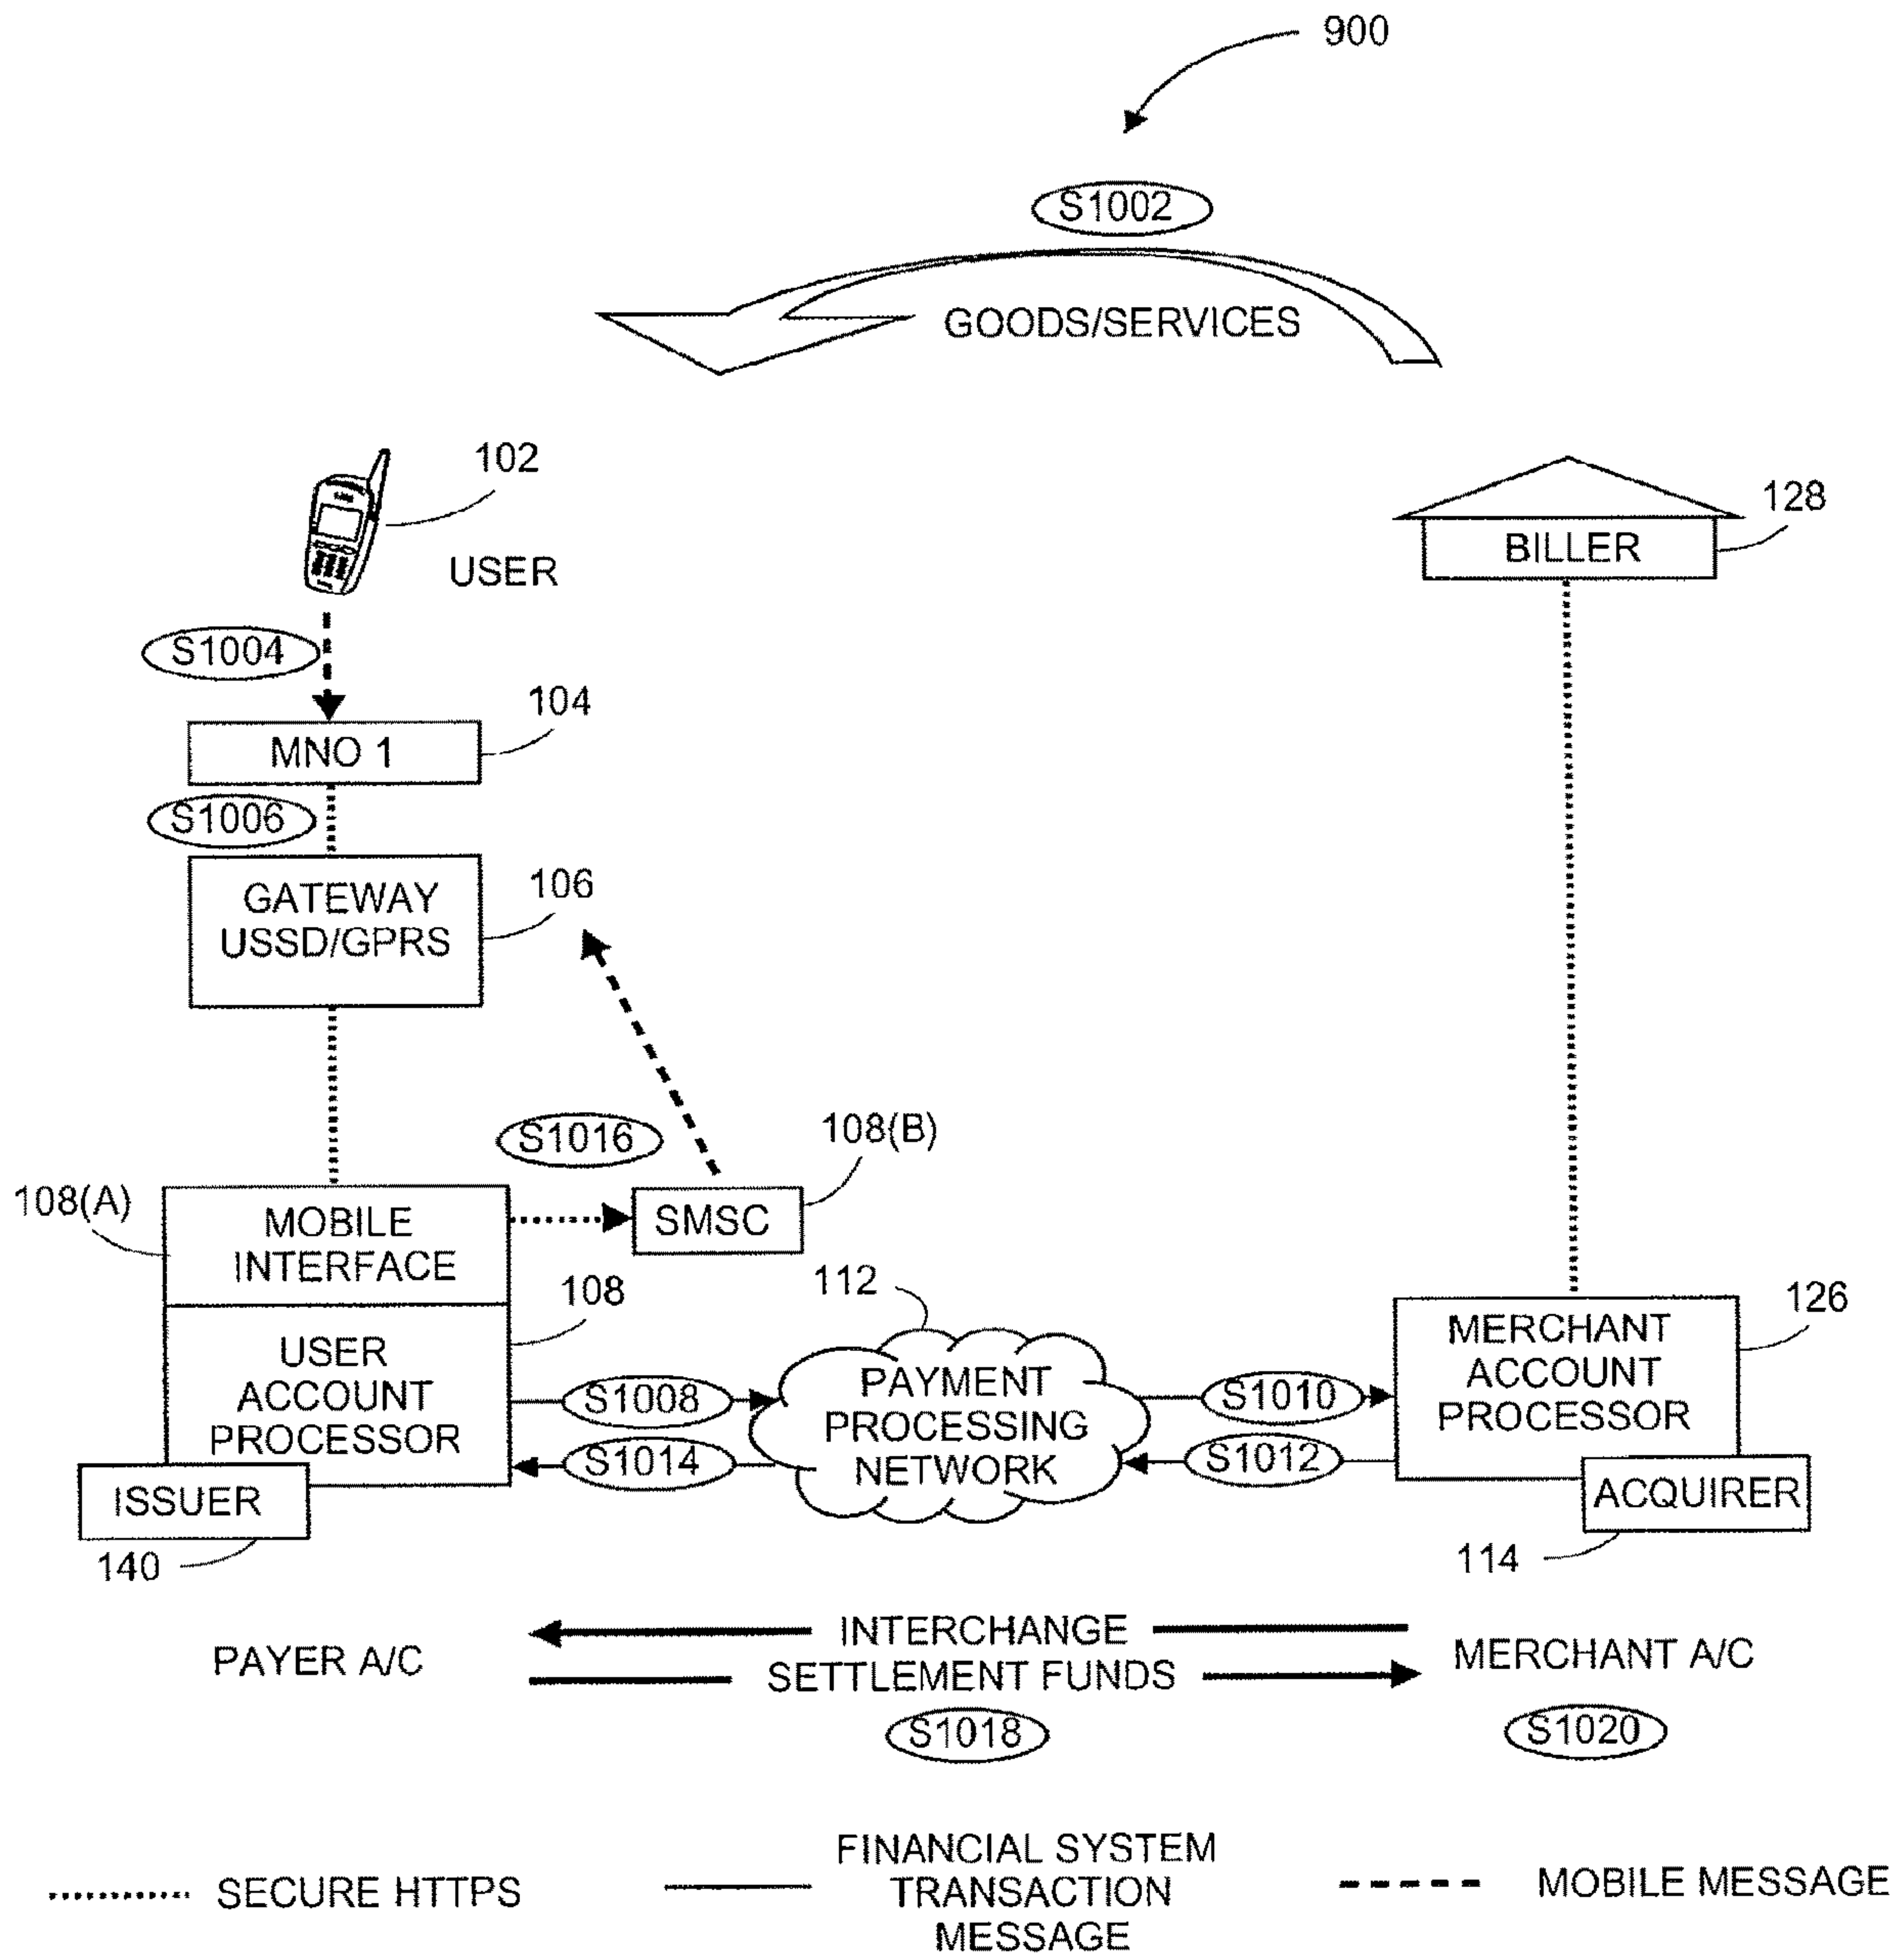 900
S1002
GOODS/SERVICES
102
USER
128
BILLER
S1004
104
MNO 1
S1006
106
GATEWAY
USSD/GPRS
S1016
108(B)
108(A)
MOBILE
INTERFACE
SMSC
108
112
126
USER
ACCOUNT
PROCESSOR
S1008
S1014
PAYMENT
PROCESSING
NETWORK
S1010
S1012
MERCHANT
ACCOUNT
PROCESSOR
ISSUER
140
ACQUIRER
114
PAYER A/C
INTERCHANGE
SETTLEMENT FUNDS
MERCHANT A/C
S1018
S1020
SECURE HTTPS
FINANCIAL SYSTEM
TRANSACTION
MESSAGE
MOBILE MESSAGE